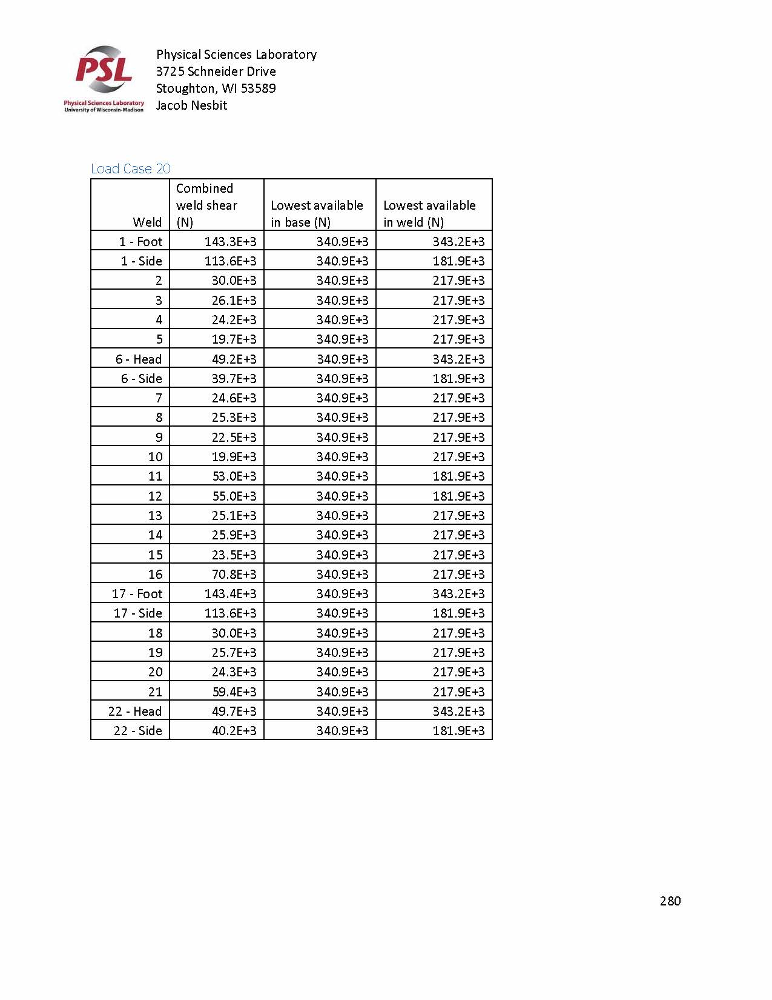 PSL
Physical Sciences Laboratory
University of Wisconsin-Madison
Physical Sciences Laboratory
3725 Schneider Drive
Stoughton, WI 53589
Jacob Nesbit
Load Case 20
Weld Combined weld shear (N) Lowest available in base (N) Lowest available in weld (N)
1 - Foot 143.3E+3 340.9E+3 343.2E+3
1 - Side 113.6E+3 340.9E+3 181.9E+3
2 30.0E+3 340.9E+3 217.9E+3
3 26.1E+3 340.9E+3 217.9E+3
4 24.2E+3 340.9E+3 217.9E+3
5 19.7E+3 340.9E+3 217.9E+3
6 - Head 49.2E+3 340.9E+3 343.2E+3
6 - Side 39.7E+3 340.9E+3 181.9E+3
7 24.6E+3 340.9E+3 217.9E+3
8 25.3E+3 340.9E+3 217.9E+3
9 22.5E+3 340.9E+3 217.9E+3
10 19.9E+3 340.9E+3 217.9E+3
11 53.0E+3 340.9E+3 181.9E+3
12 55.0E+3 340.9E+3 181.9E+3
13 25.1E+3 340.9E+3 217.9E+3
14 25.9E+3 340.9E+3 217.9E+3
15 23.5E+3 340.9E+3 217.9E+3
16 70.8E+3 340.9E+3 217.9E+3
17 - Foot 143.4E+3 340.9E+3 343.2E+3
17 - Side 113.6E+3 340.9E+3 181.9E+3
18 30.0E+3 340.9E+3 217.9E+3
19 25.7E+3 340.9E+3 217.9E+3
20 24.3E+3 340.9E+3 217.9E+3
21 59.4E+3 340.9E+3 217.9E+3
22 - Head 49.7E+3 340.9E+3 343.2E+3
22 - Side 40.2E+3 340.9E+3 181.9E+3
280